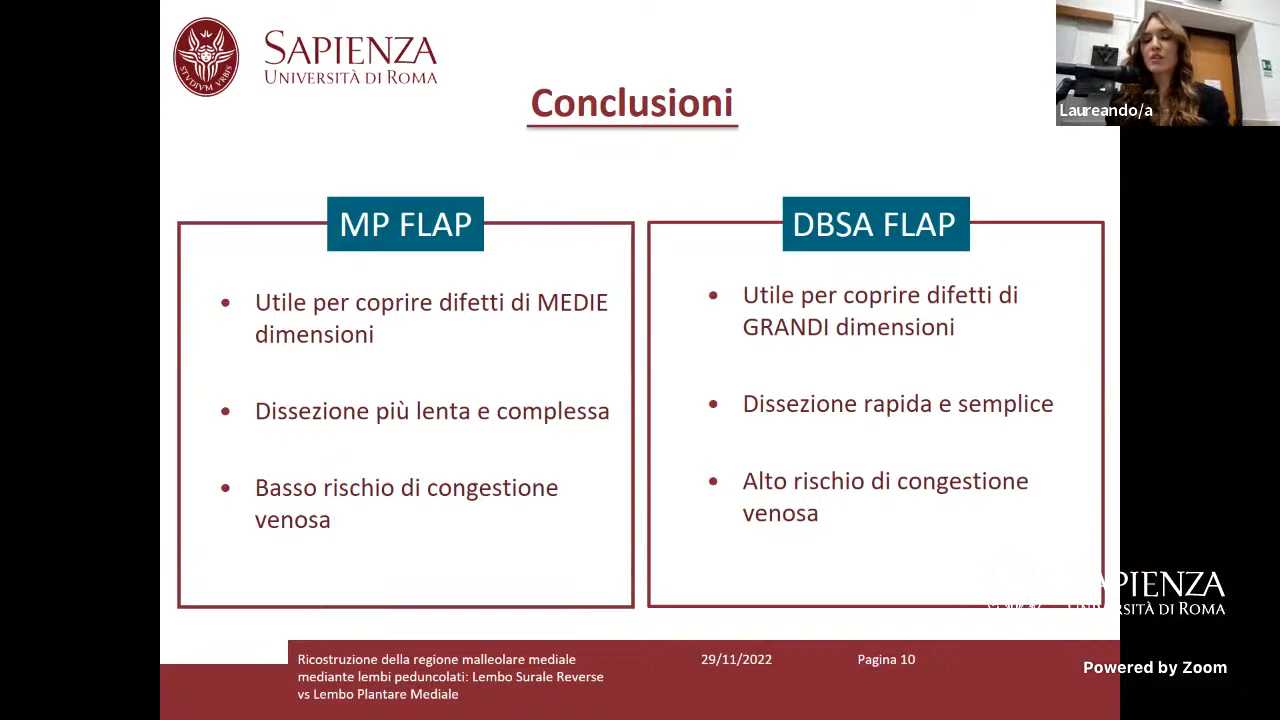 SAPIENZA
UNIVERSITÀ DI ROMA
STVDIVM VRBIS
Conclusioni
Laureando/a
MP FLAP
• Utile per coprire difetti di MEDIE
dimensioni
• Dissezione più lenta e complessa
• Basso rischio di congestione
venosa
DBSA FLAP
• Utile per coprire difetti di
GRANDI dimensioni
• Dissezione rapida e semplice
• Alto rischio di congestione
venosa
Ricostruzione della regione malleolare mediale
mediante lembi peduncolati: Lembo Surale Reverse
vs Lembo Plantare Mediale
29/11/2022
Pagina 10
SAPIENZA
UNIVERSITÀ DI ROMA
Powered by Zoom